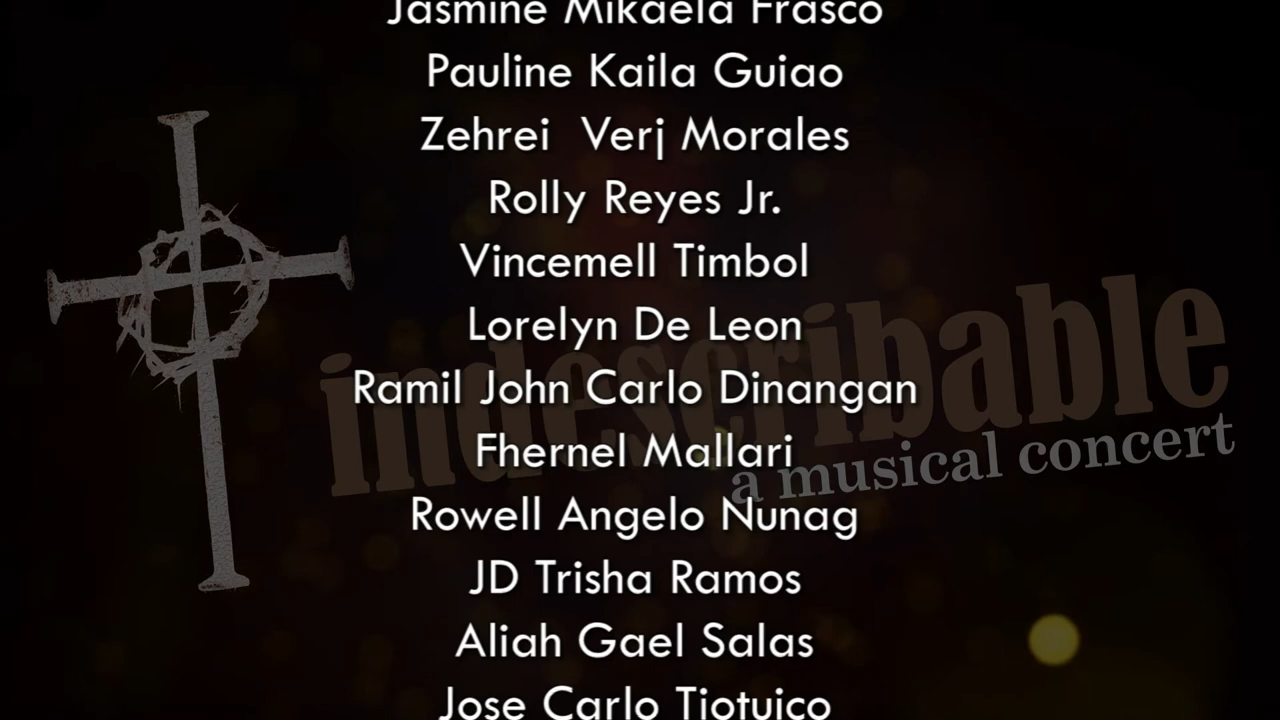 Jasmine Mikaela Frasco
Pauline Kaila Guiao
Zehrei  Verj Morales
Rolly Reyes Jr.
Vincemell Timbol
Lorelyn De Leon
Ramil John Carlo Dinangan
Fhernel Mallari
Rowell Angelo Nunag
JD Trisha Ramos
Aliah Gael Salas
Jose Carlo Tiotuico
indescribable
a musical concert